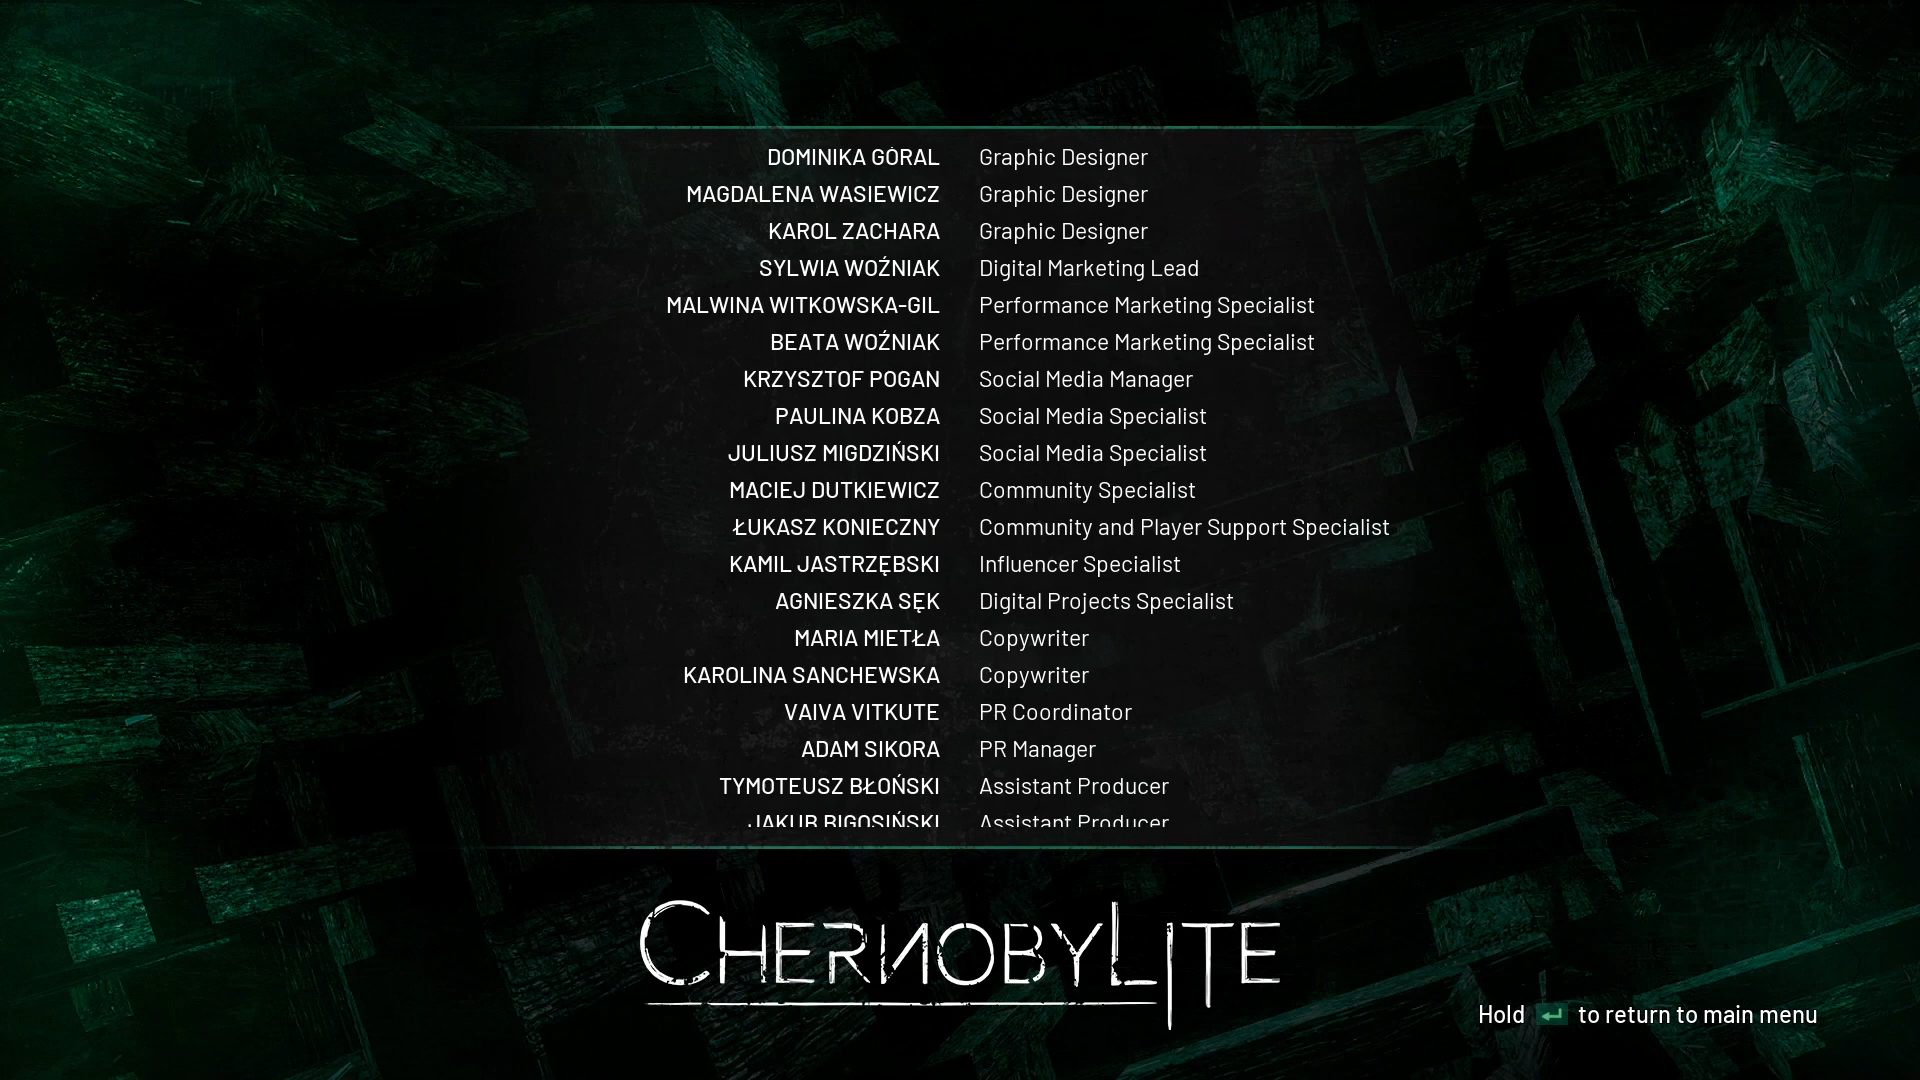 DOMINIKA GÓRAL Graphic Designer
MAGDALENA WASIEWICZ Graphic Designer
KAROL ZACHARA Graphic Designer
SYLWIA WOŹNIAK Digital Marketing Lead
MALWINA WITKOWSKA-GIL Performance Marketing Specialist
BEATA WOŹNIAK Performance Marketing Specialist
KRZYSZTOF POGAN Social Media Manager
PAULINA KOBZA Social Media Specialist
JULIUSZ MIGDZIŃSKI Social Media Specialist
MACIEJ DUTKIEWICZ Community Specialist
ŁUKASZ KONIECZNY Community and Player Support Specialist
KAMIL JASTRZĘBSKI Influencer Specialist
AGNIESZKA SĘK Digital Projects Specialist
MARIA MIETŁA Copywriter
KAROLINA SANCHEWSKA Copywriter
VAIVA VITKUTE PR Coordinator
ADAM SIKORA PR Manager
TYMOTEUSZ BŁOŃSKI Assistant Producer
JAKUB BIGOSIŃSKI Assistant Producer
CHERNOBYLITE
Hold to return to main menu